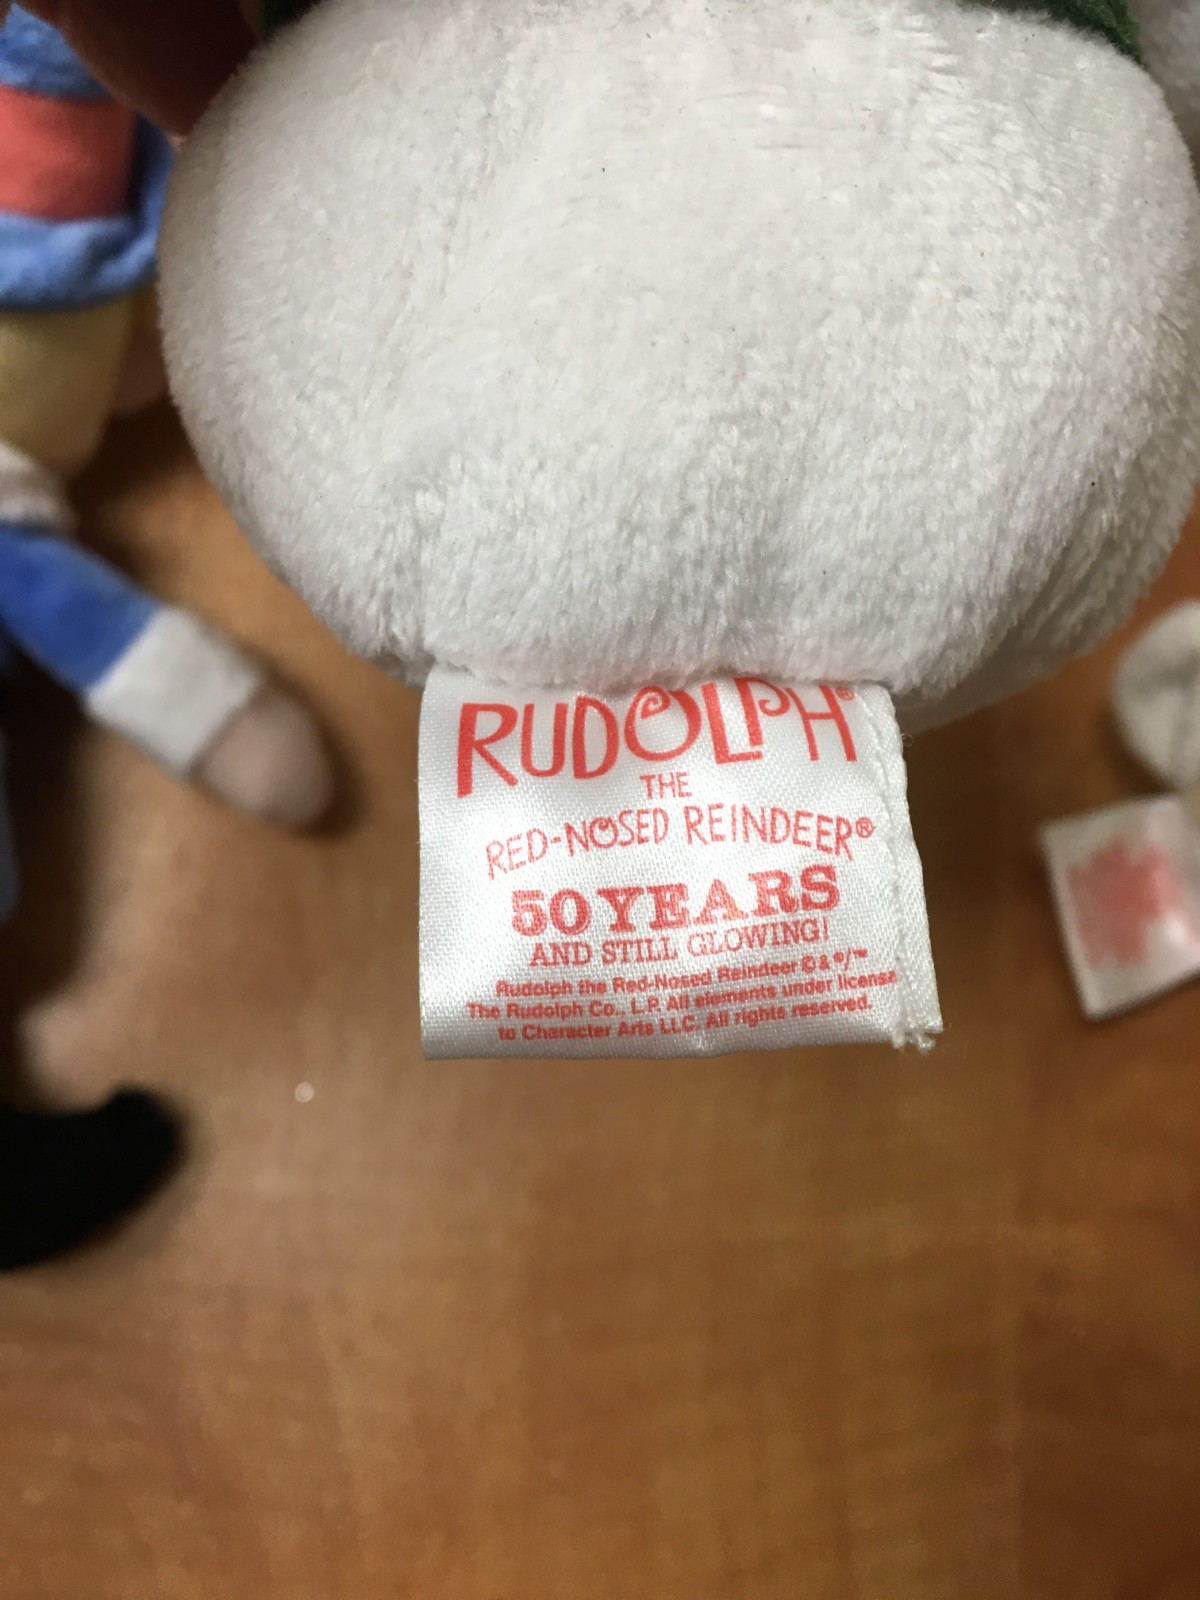 RUDOLPH®
THE
RED-NOSED REINDEER®
50 YEARS
AND STILL GLOWING!
Rudolph the Red-Nosed Reindeer © & ®/™
The Rudolph Co., L.P. All elements under license
to Character Arts LLC. All rights reserved.